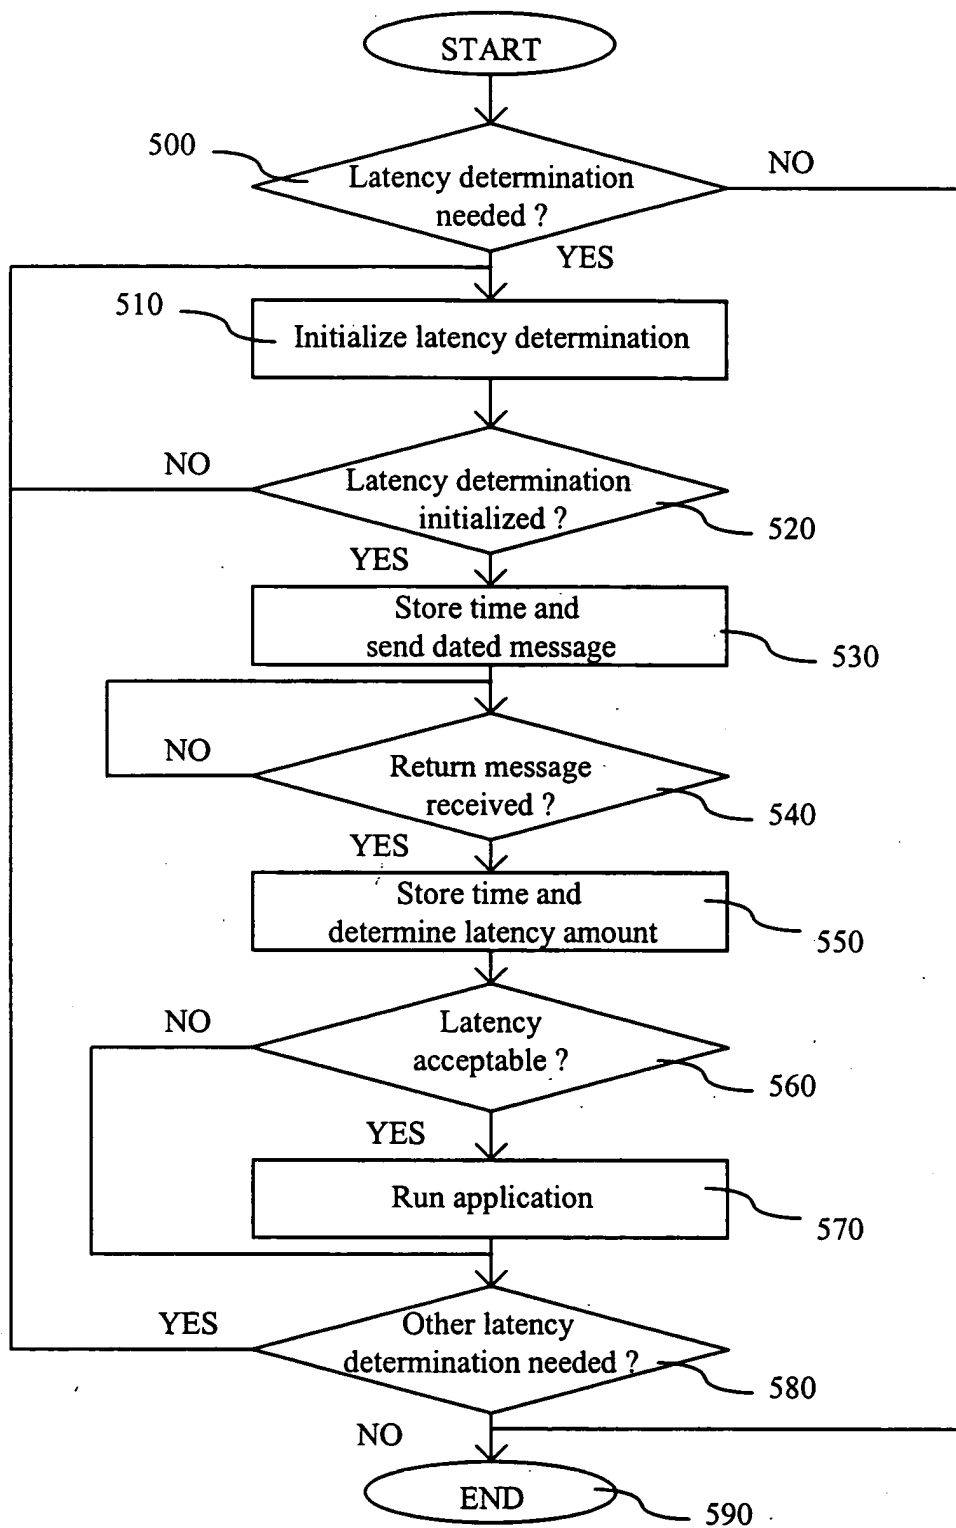 START
500
NO
Latency determination
needed ?
YES
510
Initialize latency determination
NO
Latency determination
initialized ?
520
YES
Store time and
send dated message
530
NO
Return message
received ?
540
YES
Store time and
determine latency amount
550
NO
Latency
acceptable ?
560
YES
Run application
570
YES
Other latency
determination needed ?
580
NO
END
590